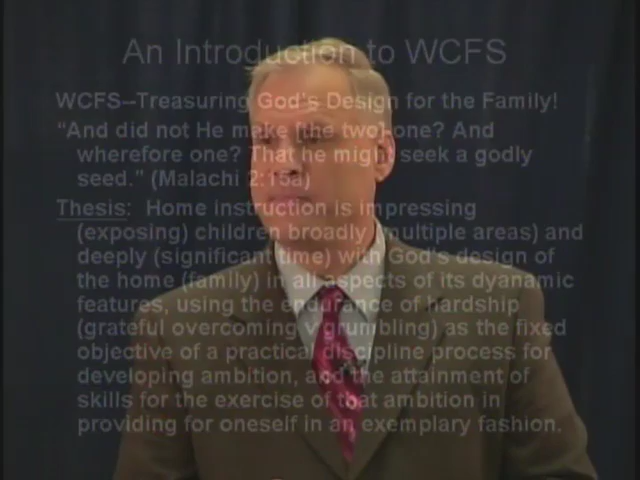 An Introduction to WCFS
WCFS--Treasuring God's Design for the Family!
"And did not He make the two one? And
wherefore one? That he might seek a godly
seed." (Malachi 2:15a)
Thesis: Home instruction is impressing
(exposing) children broadly (multiple areas) and
deeply (significant time) with God's design of
the home (family) in all aspects of its dyanamic
features, using the endurance of hardship
(grateful overcoming v. rumbling) as the fixed
objective of a practical discipline process for
developing ambition, and the attainment of
skills for the exercise of that ambition in
providing for oneself in an exemplary fashion.